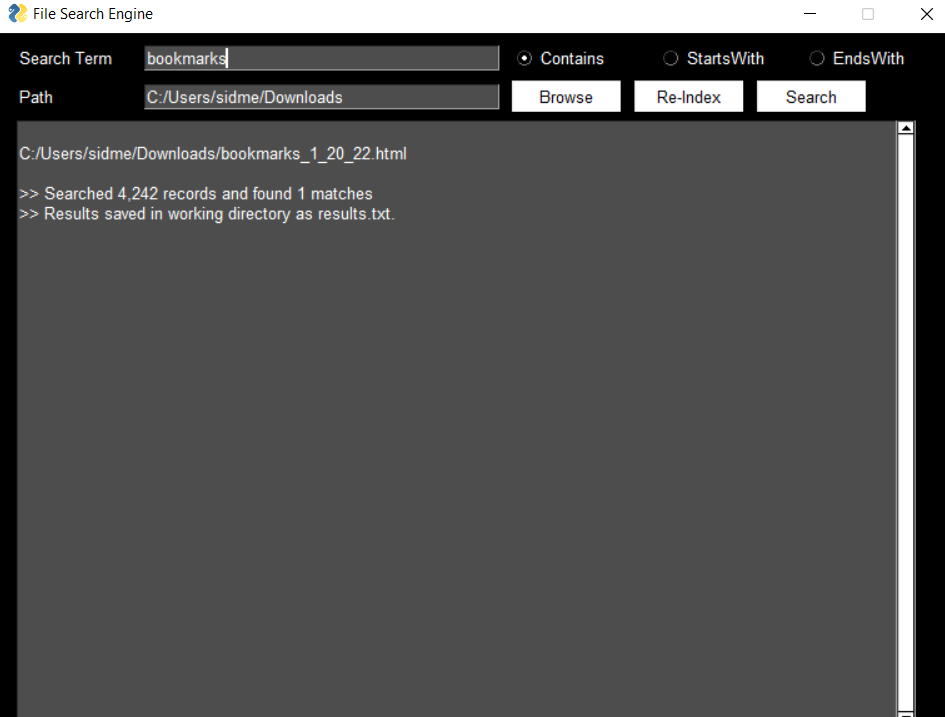 File Search Engine
Search Term bookmarks Contains StartsWith EndsWith
Path C:/Users/sidme/Downloads Browse Re-Index Search
C:/Users/sidme/Downloads/bookmarks_1_20_22.html
>> Searched 4,242 records and found 1 matches
>> Results saved in working directory as results.txt.